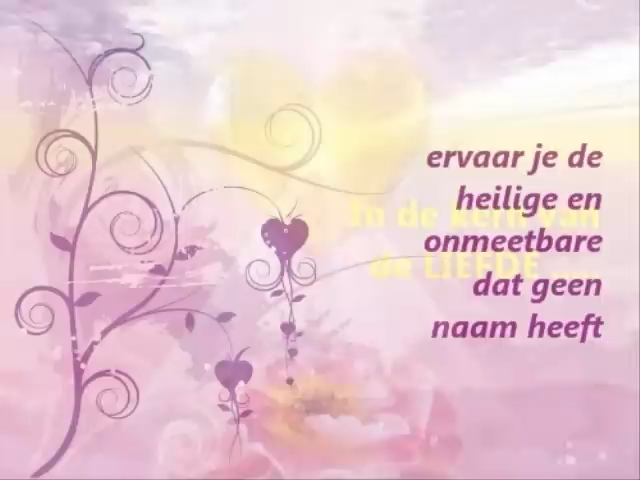 ervaar je de
heilige en
In de kern van
onmeetbare
de LIEFDE ....
dat geen
naam heeft